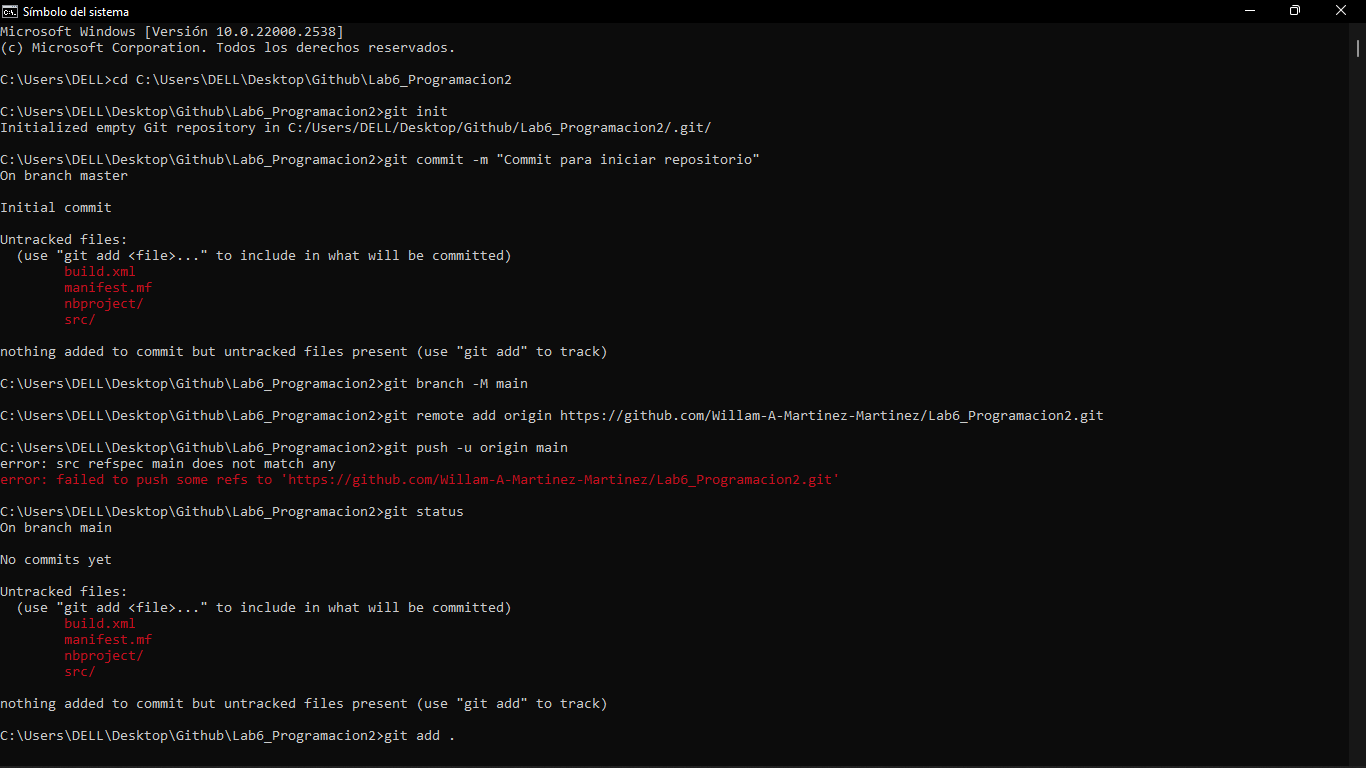 Símbolo del sistema
Microsoft Windows [Versión 10.0.22000.2538]
(c) Microsoft Corporation. Todos los derechos reservados.
C:\Users\DELL>cd C:\Users\DELL\Desktop\Github\Lab6_Programacion2
C:\Users\DELL\Desktop\Github\Lab6_Programacion2>git init
Initialized empty Git repository in C:/Users/DELL/Desktop/Github/Lab6_Programacion2/.git/
C:\Users\DELL\Desktop\Github\Lab6_Programacion2>git commit -m "Commit para iniciar repositorio"
On branch master
Initial commit
Untracked files:
  (use "git add <file>..." to include in what will be committed)
        build.xml
        manifest.mf
        nbproject/
        src/
nothing added to commit but untracked files present (use "git add" to track)
C:\Users\DELL\Desktop\Github\Lab6_Programacion2>git branch -M main
C:\Users\DELL\Desktop\Github\Lab6_Programacion2>git remote add origin https://github.com/Willam-A-Martinez-Martinez/Lab6_Programacion2.git
C:\Users\DELL\Desktop\Github\Lab6_Programacion2>git push -u origin main
error: src refspec main does not match any
error: failed to push some refs to 'https://github.com/Willam-A-Martinez-Martinez/Lab6_Programacion2.git'
C:\Users\DELL\Desktop\Github\Lab6_Programacion2>git status
On branch main
No commits yet
Untracked files:
  (use "git add <file>..." to include in what will be committed)
        build.xml
        manifest.mf
        nbproject/
        src/
nothing added to commit but untracked files present (use "git add" to track)
C:\Users\DELL\Desktop\Github\Lab6_Programacion2>git add .